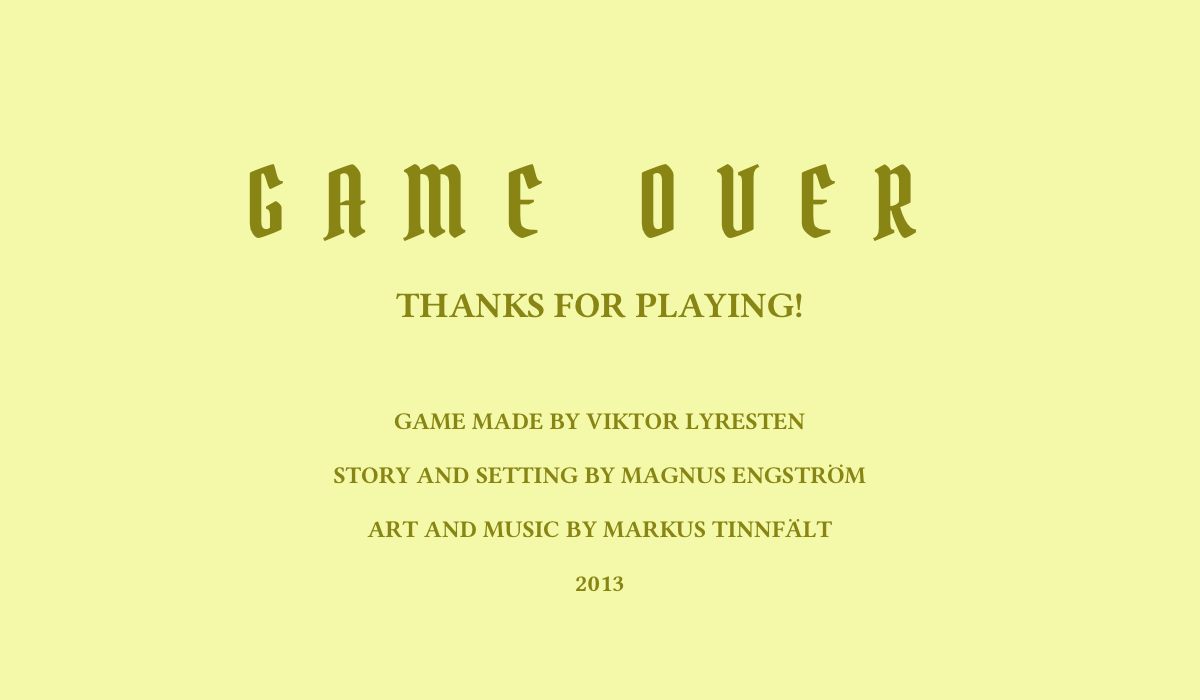 GAME OVER
THANKS FOR PLAYING!
GAME MADE BY VIKTOR LYRESTEN
STORY AND SETTING BY MAGNUS ENGSTRÖM
ART AND MUSIC BY MARKUS TINNFÄLT
2013